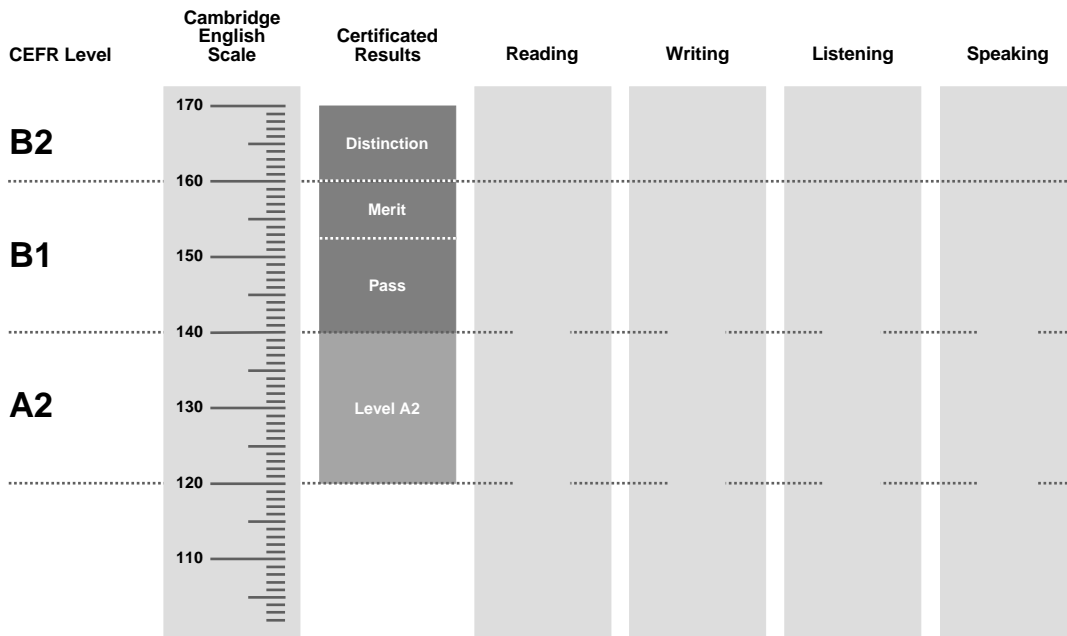 CEFR Level
Cambridge
English
Scale
Certificated
Results
Reading
Writing
Listening
Speaking
170
B2
Distinction
160
Merit
B1
150
Pass
140
A2
130
Level A2
120
110